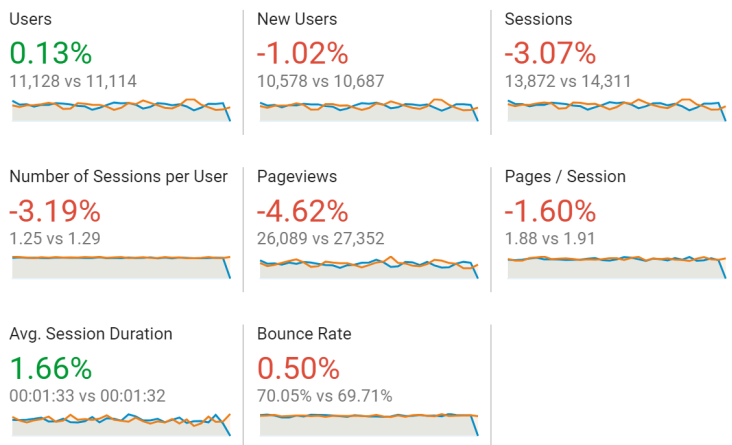 Users
0.13%
11,128 vs 11,114
New Users
-1.02%
10,578 vs 10,687
Sessions
-3.07%
13,872 vs 14,311
Number of Sessions per User
-3.19%
1.25 vs 1.29
Pageviews
-4.62%
26,089 vs 27,352
Pages / Session
-1.60%
1.88 vs 1.91
Avg. Session Duration
1.66%
00:01:33 vs 00:01:32
Bounce Rate
0.50%
70.05% vs 69.71%